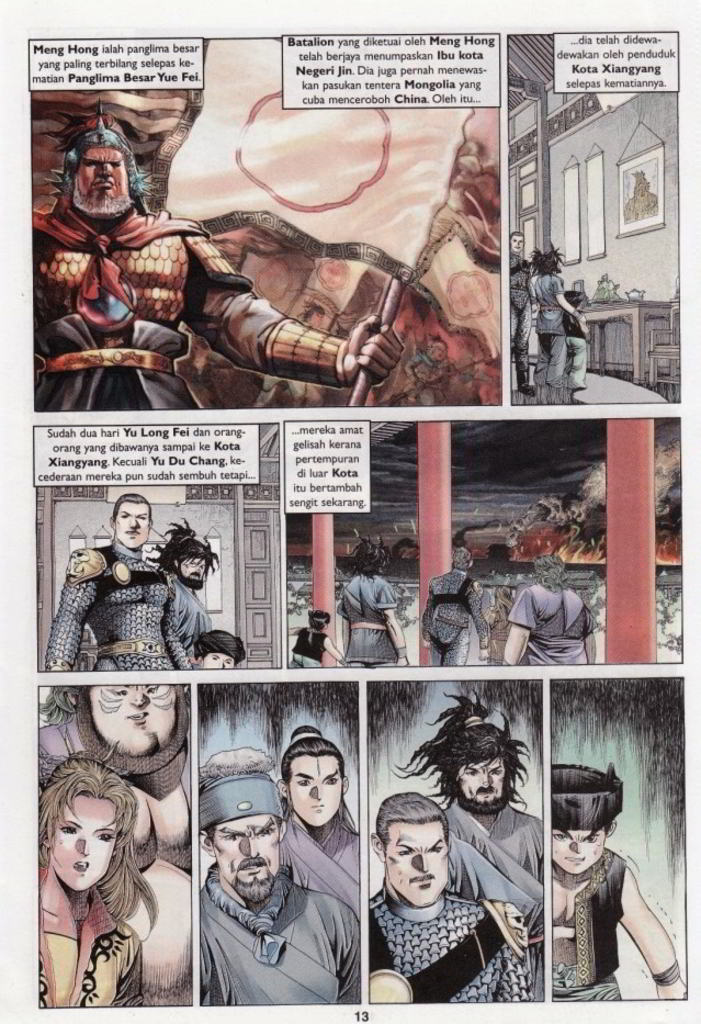 Meng Hong ialah panglima besar
yang paling terbilang selepas ke-
matian Panglima Besar Yue Fei.
Batalion yang diketuai oleh Meng Hong
telah berjaya menumpaskan Ibu kota
Negeri Jin. Dia juga pernah menewas-
kan pasukan tentera Mongolia yang
cuba menceroboh China. Oleh itu...
...dia telah didewa-
dewakan oleh penduduk
Kota Xiangyang
selepas kematiannya.
Sudah dua hari Yu Long Fei dan orang-
orang yang dibawanya sampai ke Kota
Xiangyang. Kecuali Yu Du Chang, ke-
cederaan mereka pun sudah sembuh tetapi...
...mereka amat
gelisah kerana
pertempuran
di luar Kota
itu bertambah
sengit sekarang.
13